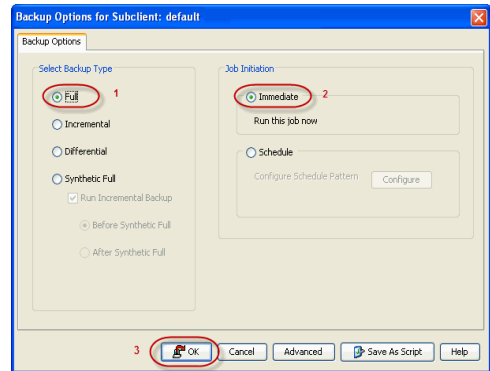 Backup Options for Subclient: default
Backup Options
Select Backup Type
Full
1
Incremental
Differential
Synthetic Full
Run Incremental Backup
Before Synthetic Full
After Synthetic Full
Job Initiation
Immediate
2
Run this job now
Schedule
Configure Schedule Pattern
Configure
3
OK
Cancel
Advanced
Save As Script
Help